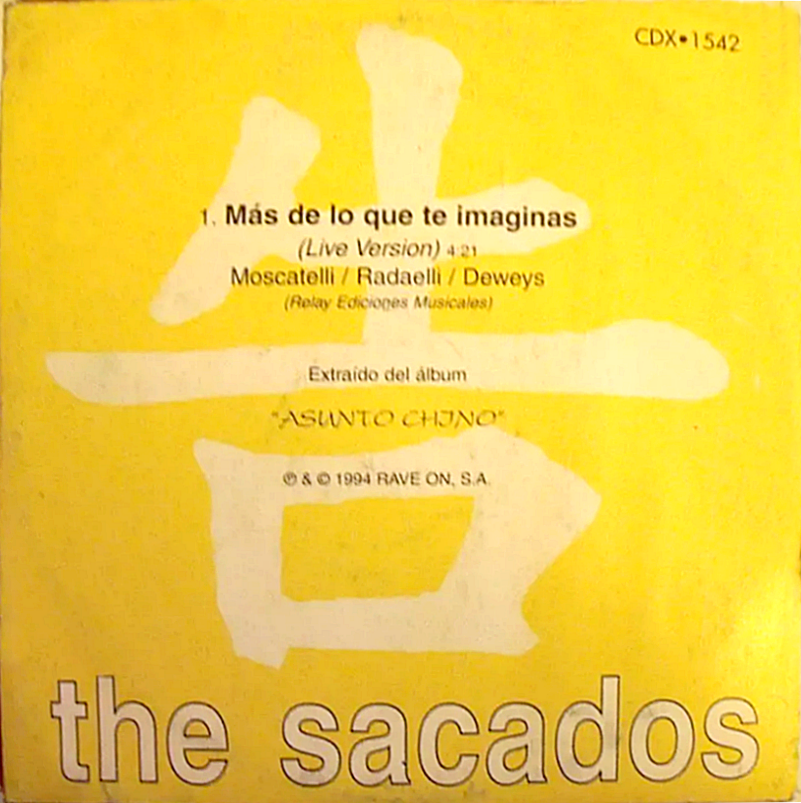 CDX•1542
告
1. Más de lo que te imaginas
(Live Version) 4:21
Moscatelli / Radaelli / Deweys
(Relay Ediciones Musicales)
Extraído del álbum
"ASUNTO CHINO"
℗ & © 1994 RAVE ON, S.A.
the sacados